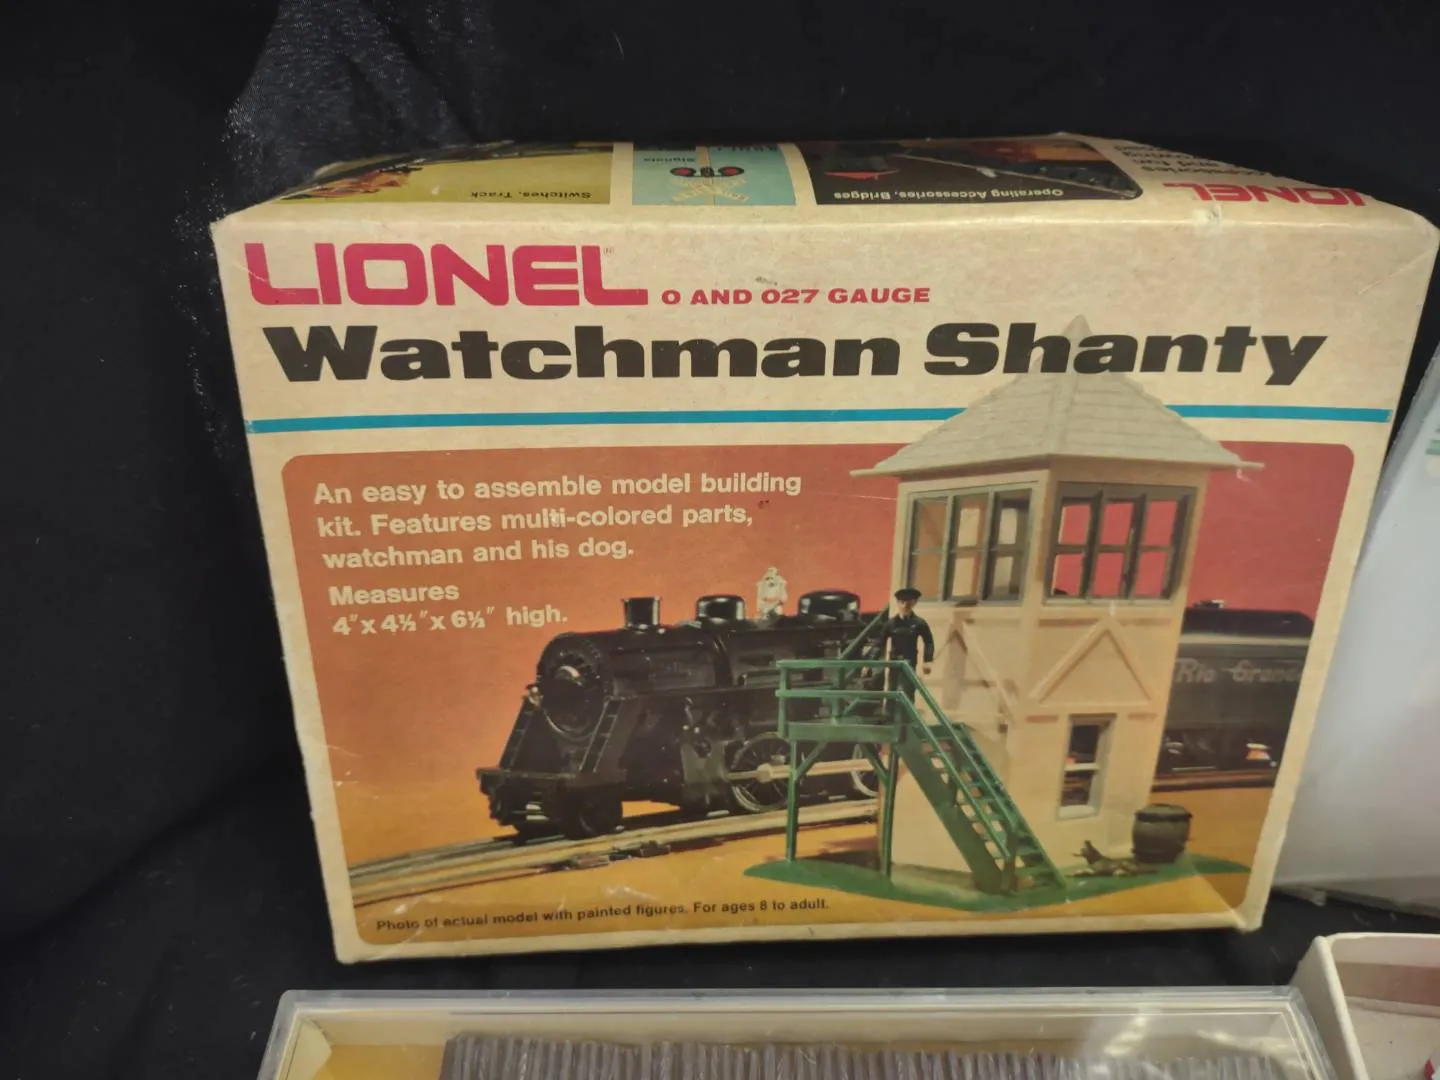 Switches, Track
Signals
Operating Accessories, Bridges
LIONEL
LIONEL
O AND O27 GAUGE
Watchman Shanty
An easy to assemble model building
kit. Features multi-colored parts,
watchman and his dog.
Measures
4" x 4½" x 6½" high.
Rio Grande
Photo of actual model with painted figures. For ages 8 to adult.